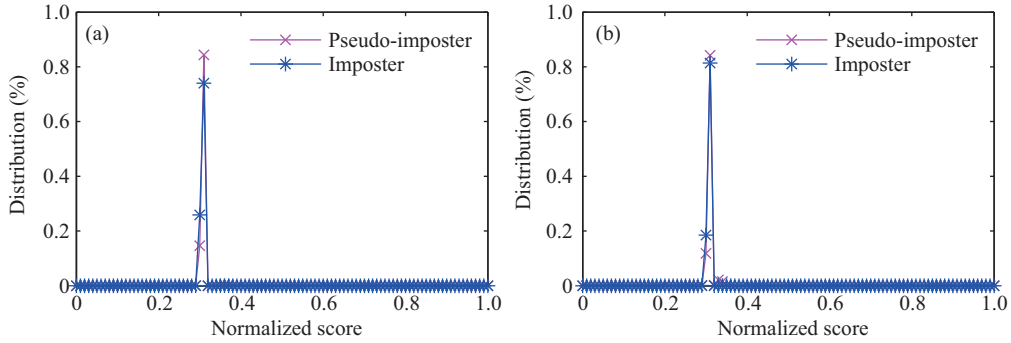 (a)
Pseudo-imposter
Imposter
Distribution (%)
1.0
0.8
0.6
0.4
0.2
0
0 0.2 0.4 0.6 0.8 1.0
Normalized score
(b)
Pseudo-imposter
Imposter
Distribution (%)
1.0
0.8
0.6
0.4
0.2
0
0 0.2 0.4 0.6 0.8 1.0
Normalized score